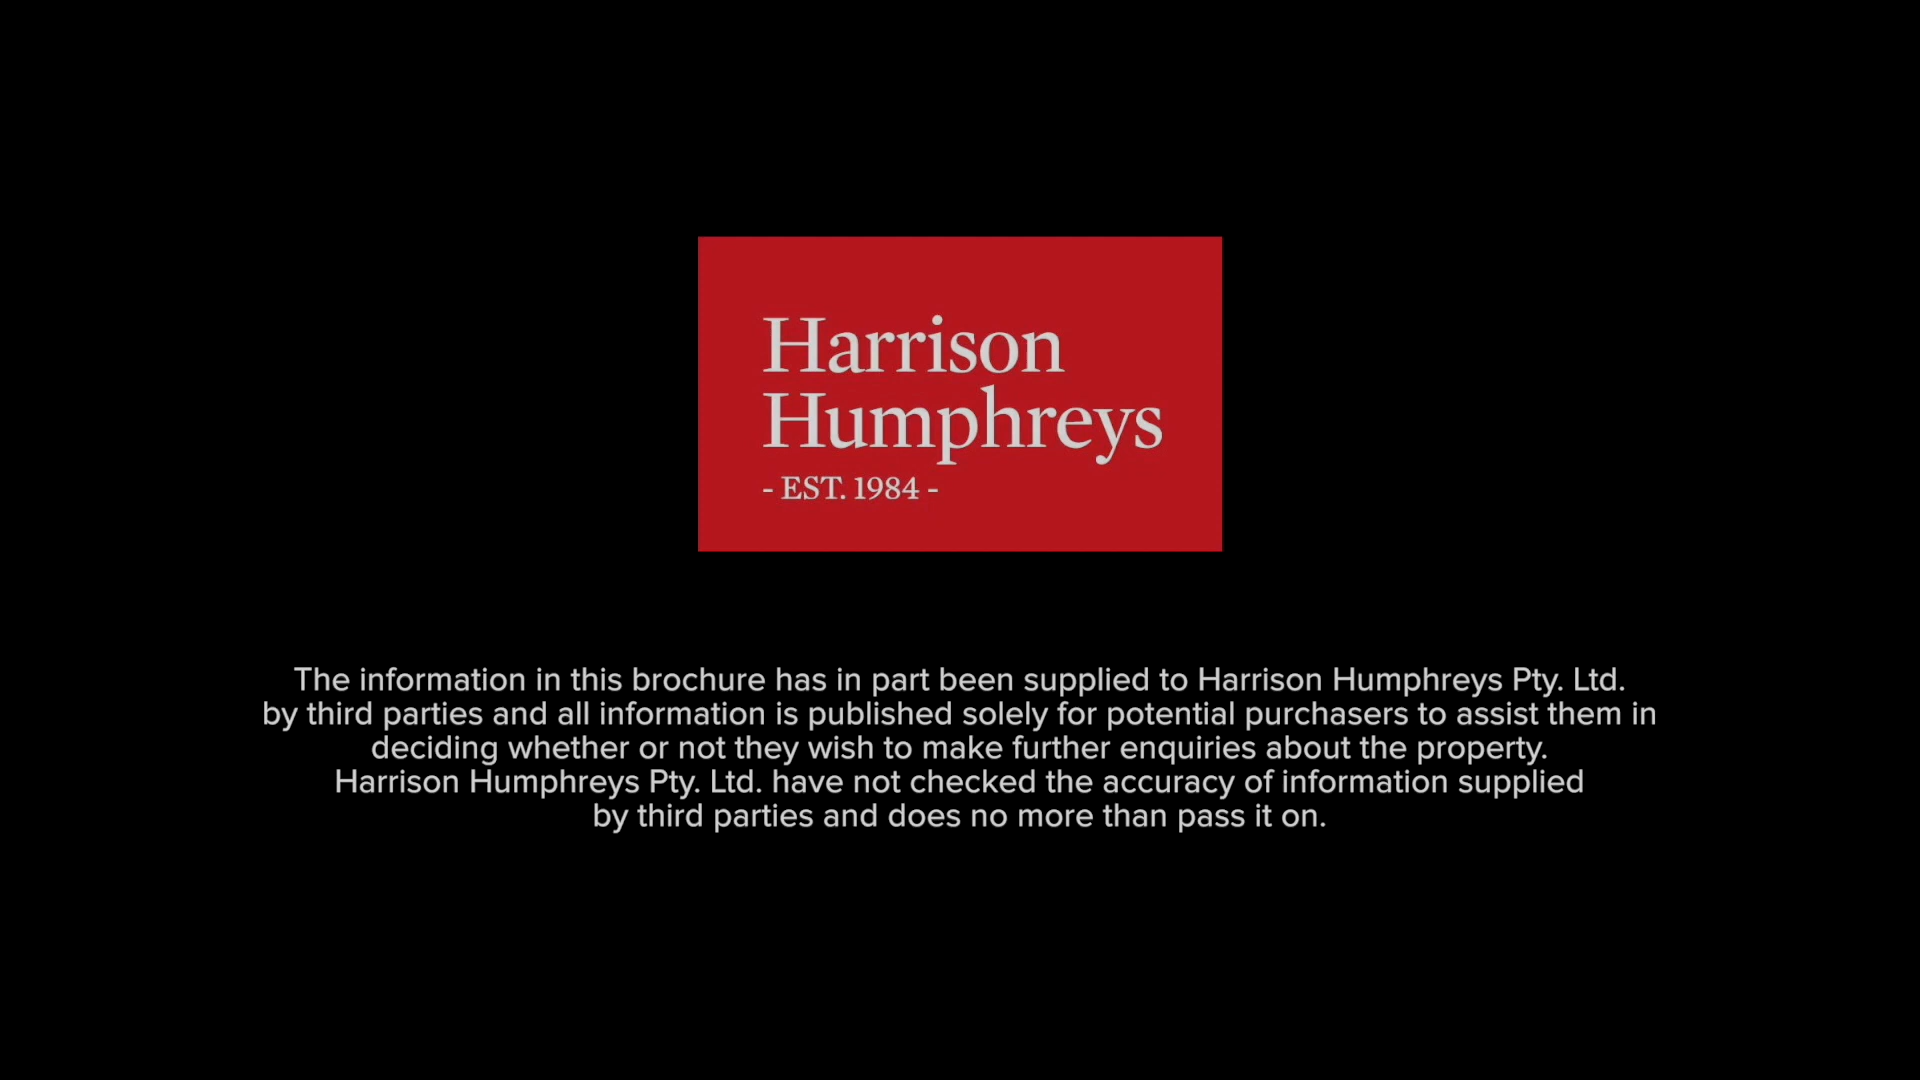 Harrison
Humphreys
- EST. 1984 -
The information in this brochure has in part been supplied to Harrison Humphreys Pty. Ltd.
by third parties and all information is published solely for potential purchasers to assist them in
deciding whether or not they wish to make further enquiries about the property.
Harrison Humphreys Pty. Ltd. have not checked the accuracy of information supplied
by third parties and does no more than pass it on.